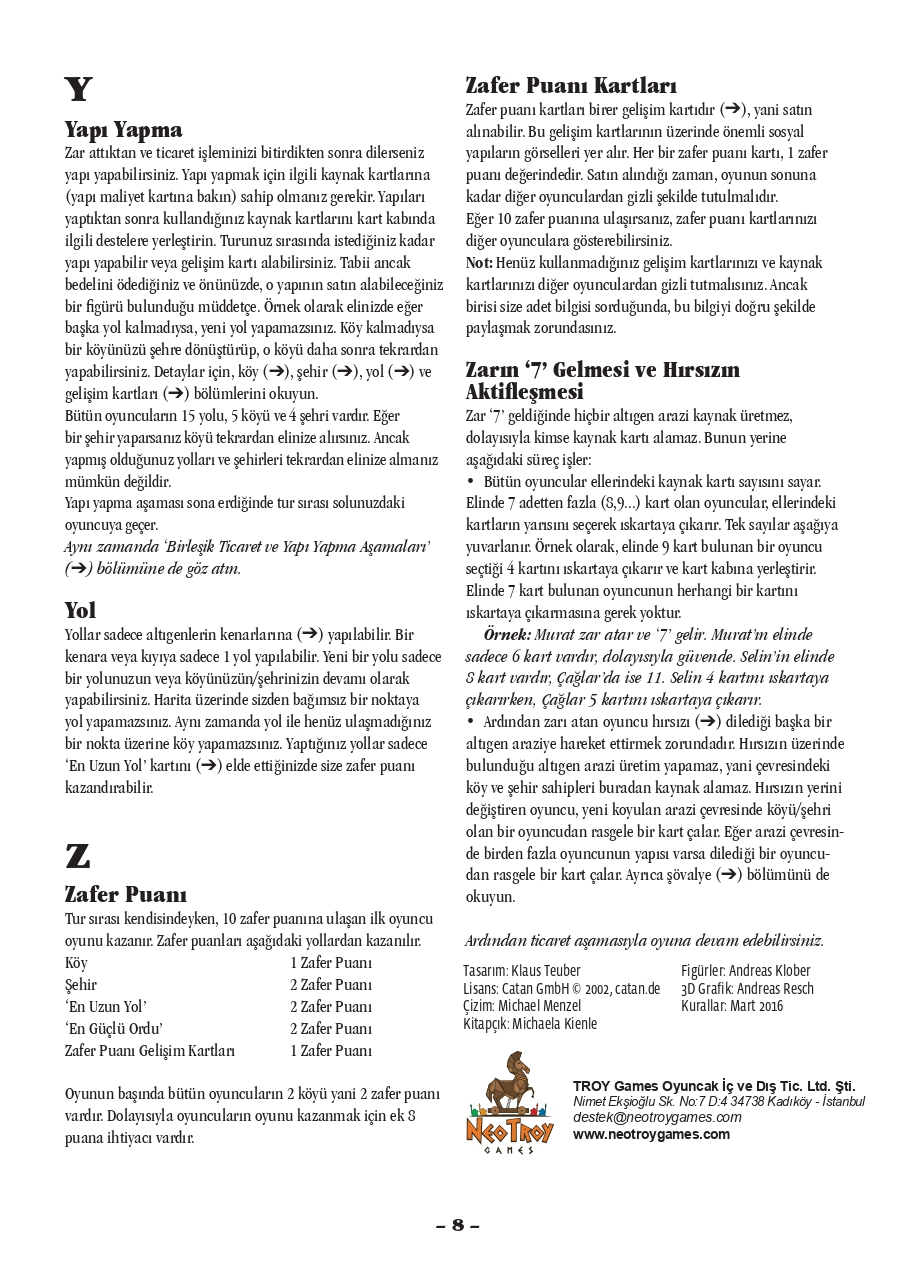 Y
Yapı Yapma
Zar attıktan ve ticaret işleminizi bitirdikten sonra dilerseniz
yapı yapabilirsiniz. Yapı yapmak için ilgili kaynak kartlarına
(yapı maliyet kartına bakın) sahip olmanız gerekir. Yapıları
yaptıktan sonra kullandığınız kaynak kartlarını kart kabında
ilgili destelere yerleştirin. Turunuz sırasında istediğiniz kadar
yapı yapabilir veya gelişim kartı alabilirsiniz. Tabii ancak
bedelini ödediğiniz ve önünüzde, o yapının satın alabileceğiniz
bir figürü bulunduğu müddetçe. Örnek olarak elinizde eğer
başka yol kalmadıysa, yeni yol yapamazsınız. Köy kalmadıysa
bir köyünüzü şehre dönüştürüp, o köyü daha sonra tekrardan
yapabilirsiniz. Detaylar için, köy (➔), şehir (➔), yol (➔) ve
gelişim kartları (➔) bölümlerini okuyun.
Bütün oyuncuların 15 yolu, 5 köyü ve 4 şehri vardır. Eğer
bir şehir yaparsanız köyü tekrardan elinize alırsınız. Ancak
yapmış olduğunuz yolları ve şehirleri tekrardan elinize almanız
mümkün değildir.
Yapı yapma aşaması sona erdiğinde tur sırası solunuzdaki
oyuncuya geçer.
Aynı zamanda ‘Birleşik Ticaret ve Yapı Yapma Aşamaları’
(➔) bölümüne de göz atın.
Yol
Yollar sadece altıgenlerin kenarlarına (➔) yapılabilir. Bir
kenara veya kıyıya sadece 1 yol yapılabilir. Yeni bir yolu sadece
bir yolunuzun veya köyünüzün/şehrinizin devamı olarak
yapabilirsiniz. Harita üzerinde sizden bağımsız bir noktaya
yol yapamazsınız. Aynı zamanda yol ile henüz ulaşmadığınız
bir nokta üzerine köy yapamazsınız. Yaptığınız yollar sadece
‘En Uzun Yol’ kartını (➔) elde ettiğinizde size zafer puanı
kazandırabilir.
Z
Zafer Puanı
Tur sırası kendisindeyken, 10 zafer puanına ulaşan ilk oyuncu
oyunu kazanır. Zafer puanları aşağıdaki yollardan kazanılır.
Köy 1 Zafer Puanı
Şehir 2 Zafer Puanı
‘En Uzun Yol’ 2 Zafer Puanı
‘En Güçlü Ordu’ 2 Zafer Puanı
Zafer Puanı Gelişim Kartları 1 Zafer Puanı
Oyunun başında bütün oyuncuların 2 köyü yani 2 zafer puanı
vardır. Dolayısıyla oyuncuların oyunu kazanmak için ek 8
puana ihtiyacı vardır.
Zafer Puanı Kartları
Zafer puanı kartları birer gelişim kartıdır (➔), yani satın
alınabilir. Bu gelişim kartlarının üzerinde önemli sosyal
yapıların görselleri yer alır. Her bir zafer puanı kartı, 1 zafer
puanı değerindedir. Satın alındığı zaman, oyunun sonuna
kadar diğer oyunculardan gizli şekilde tutulmalıdır.
Eğer 10 zafer puanına ulaşırsanız, zafer puanı kartlarınızı
diğer oyunculara gösterebilirsiniz.
Not: Henüz kullanmadığınız gelişim kartlarınızı ve kaynak
kartlarınızı diğer oyunculardan gizli tutmalısınız. Ancak
birisi size adet bilgisi sorduğunda, bu bilgiyi doğru şekilde
paylaşmak zorundasınız.
Zarın ‘7’ Gelmesi ve Hırsızın
Aktifleşmesi
Zar ‘7’ geldiğinde hiçbir altıgen arazi kaynak üretmez,
dolayısıyla kimse kaynak kartı alamaz. Bunun yerine
aşağıdaki süreç işler:
• Bütün oyuncular ellerindeki kaynak kartı sayısını sayar.
Elinde 7 adetten fazla (8,9...) kart olan oyuncular, ellerindeki
kartların yarısını seçerek ıskartaya çıkarır. Tek sayılar aşağıya
yuvarlanır. Örnek olarak, elinde 9 kart bulunan bir oyuncu
seçtiği 4 kartını ıskartaya çıkarır ve kart kabına yerleştirir.
Elinde 7 kart bulunan oyuncunun herhangi bir kartını
ıskartaya çıkarmasına gerek yoktur.
Örnek: Murat zar atar ve ‘7’ gelir. Murat’ın elinde
sadece 6 kart vardır, dolayısıyla güvende. Selin’in elinde
8 kart vardır, Çağlar’da ise 11. Selin 4 kartını ıskartaya
çıkarırken, Çağlar 5 kartını ıskartaya çıkarır.
• Ardından zarı atan oyuncu hırsızı (➔) dilediği başka bir
altıgen araziye hareket ettirmek zorundadır. Hırsızın üzerinde
bulunduğu altıgen arazi üretim yapamaz, yani çevresindeki
köy ve şehir sahipleri buradan kaynak alamaz. Hırsızın yerini
değiştiren oyuncu, yeni koyulan arazi çevresinde köyü/şehri
olan bir oyuncudan rasgele bir kart çalar. Eğer arazi çevresin-
de birden fazla oyuncunun yapısı varsa dilediği bir oyuncu-
dan rasgele bir kart çalar. Ayrıca şövalye (➔) bölümünü de
okuyun.
Ardından ticaret aşamasıyla oyuna devam edebilirsiniz.
Tasarım: Klaus Teuber
Lisans: Catan GmbH © 2002, catan.de
Çizim: Michael Menzel
Kitapçık: Michaela Kienle
Figürler: Andreas Klober
3D Grafik: Andreas Resch
Kurallar: Mart 2016
NEOTROY
GAMES
TROY Games Oyuncak İç ve Dış Tic. Ltd. Şti.
Nimet Ekşioğlu Sk. No:7 D:4 34738 Kadıköy - İstanbul
destek@neotroygames.com
www.neotroygames.com
– 8 –